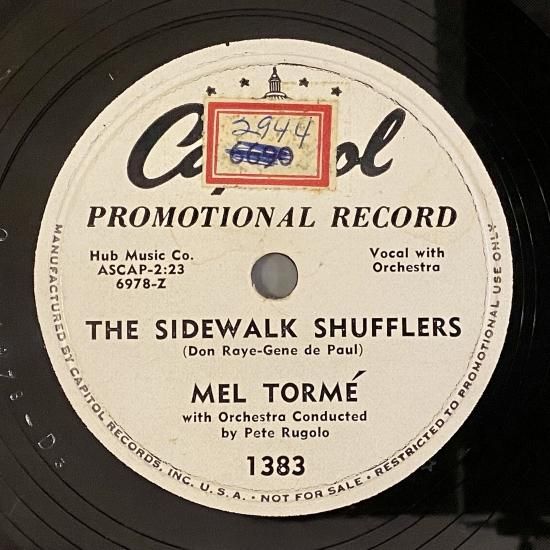 Capitol
2944
6690
PROMOTIONAL RECORD
Hub Music Co.
ASCAP-2:23
6978-Z
Vocal with
Orchestra
THE SIDEWALK SHUFFLERS
(Don Raye-Gene de Paul)
MEL TORMÉ
with Orchestra Conducted
by Pete Rugolo
1383
MANUFACTURED BY CAPITOL RECORDS, INC. U.S.A. • NOT FOR SALE • RESTRICTED TO PROMOTIONAL USE ONLY